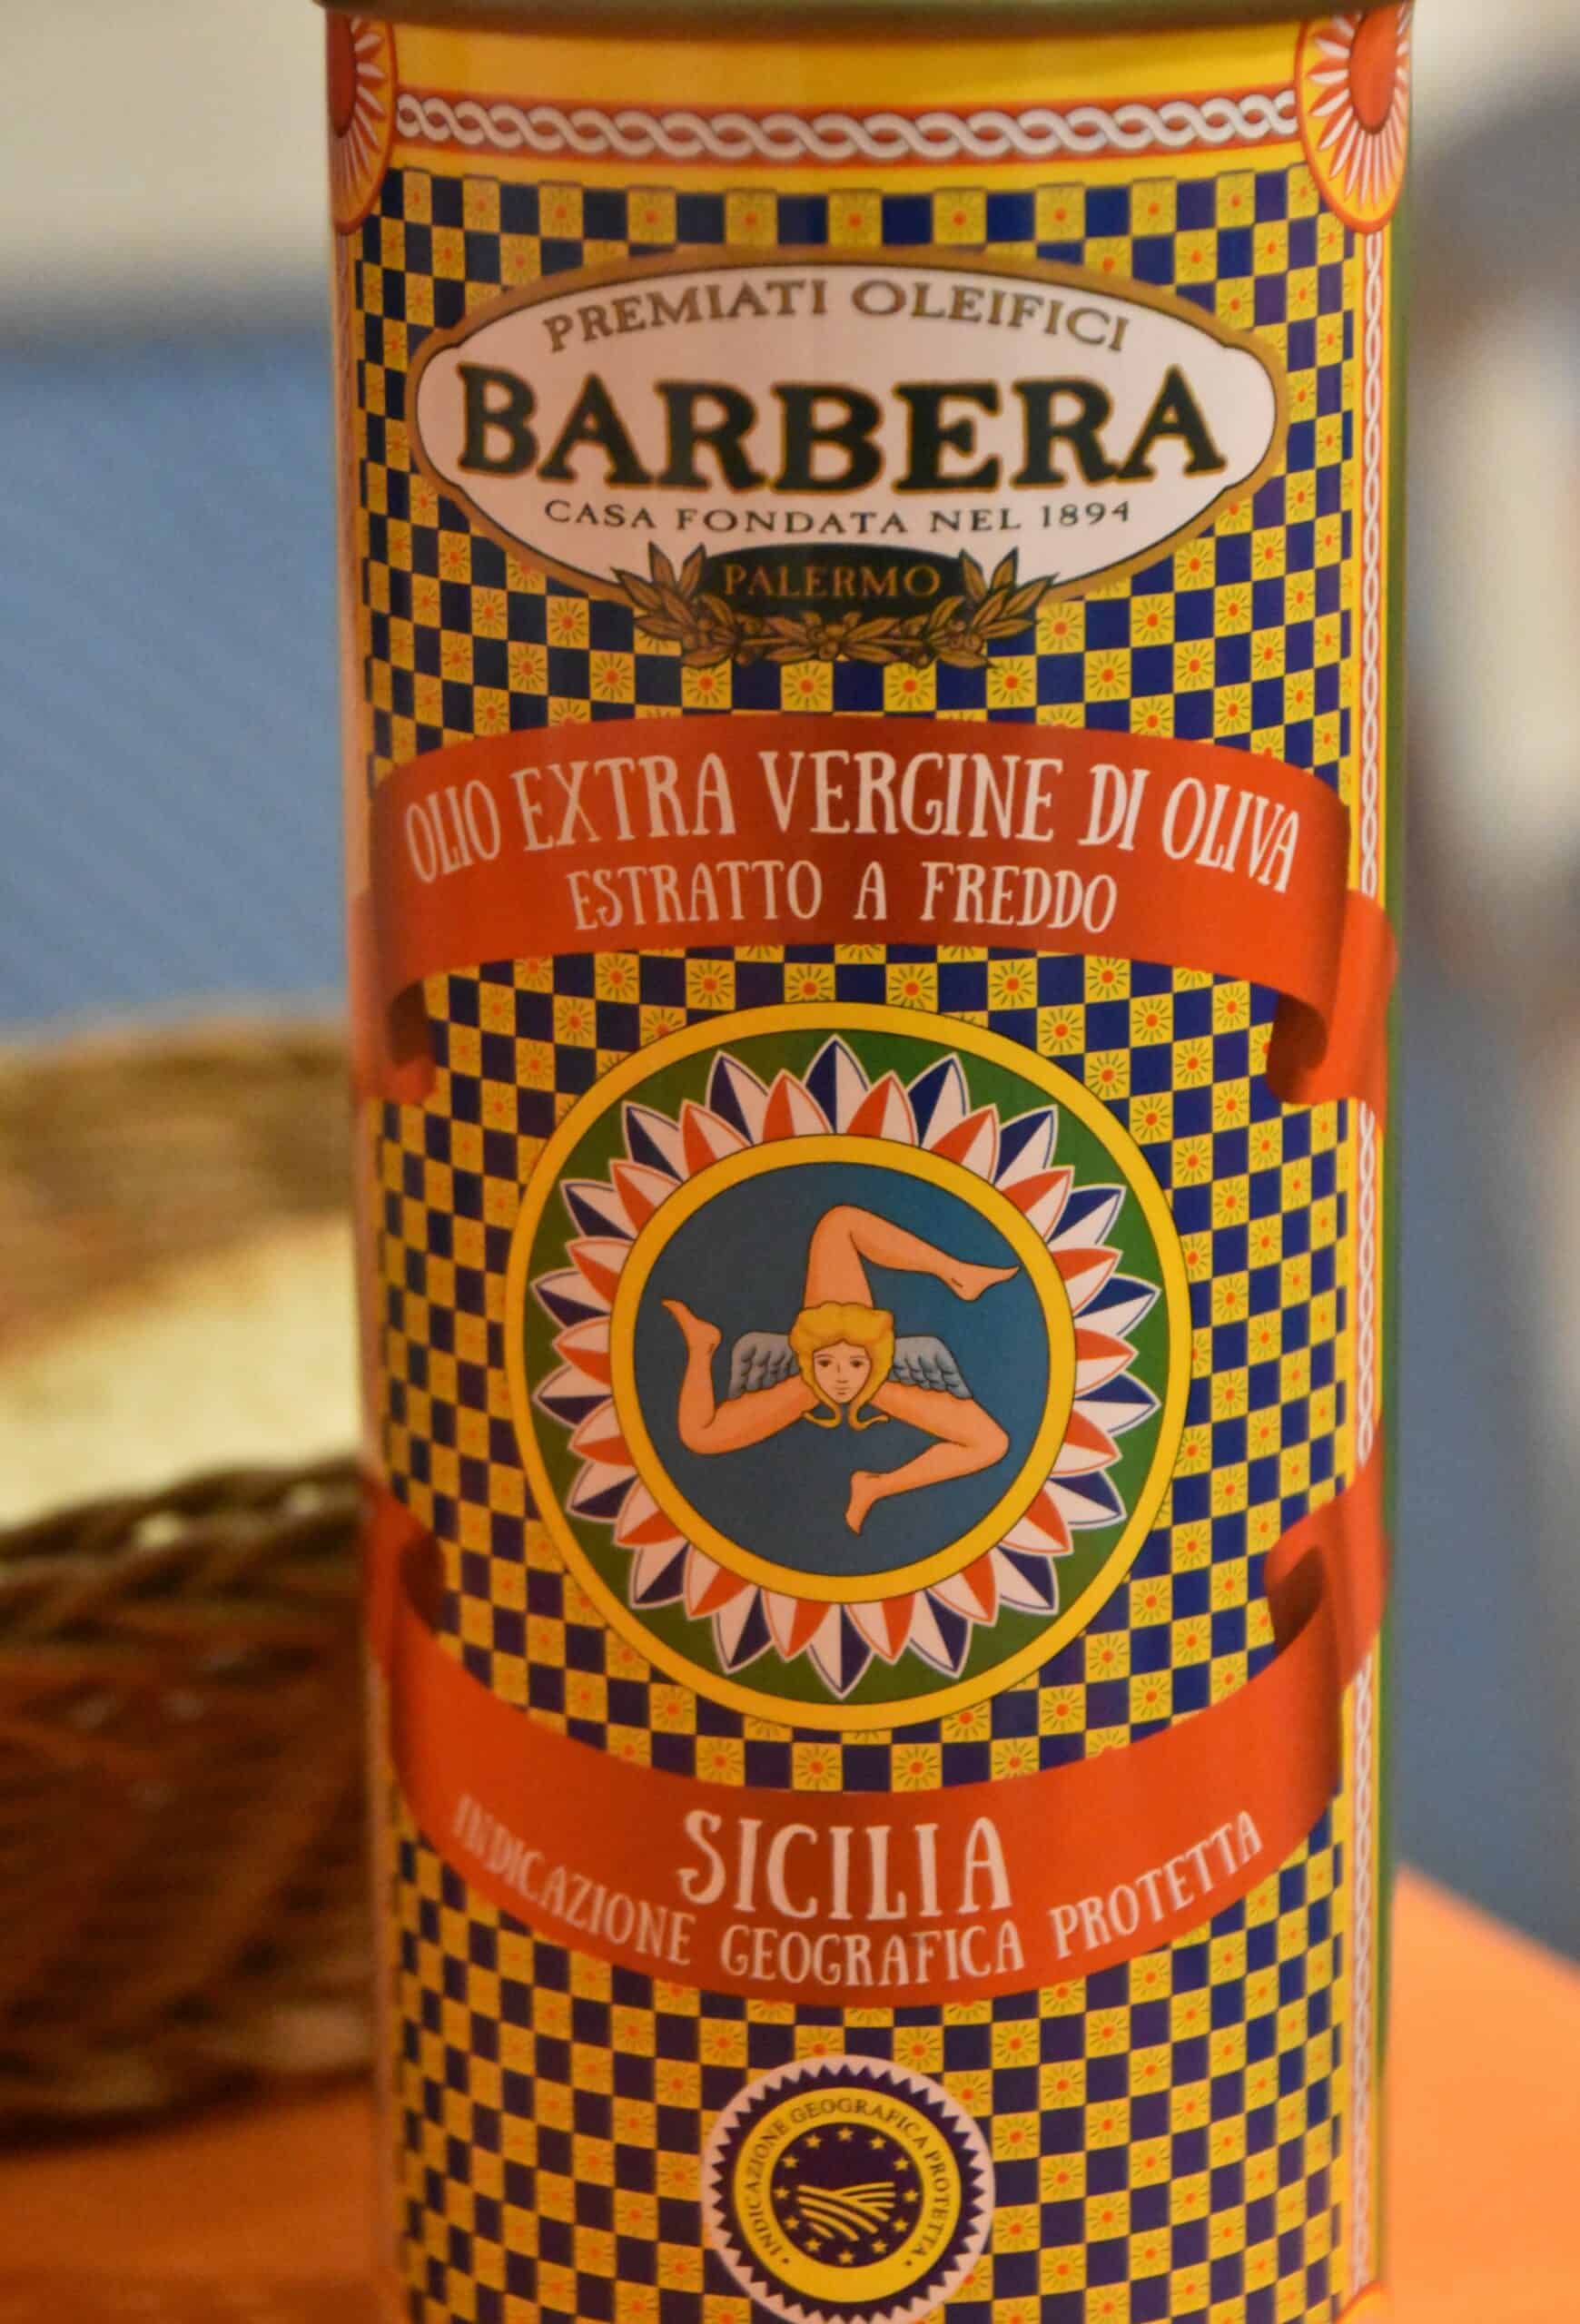 PREMIATI OLEIFICI
BARBERA
CASA FONDATA NEL 1894
PALERMO
OLIO EXTRA VERGINE DI OLIVA
ESTRATTO A FREDDO
SICILIA
INDICAZIONE GEOGRAFICA PROTETTA
INDICAZIONE GEOGRAFICA PROTETTA